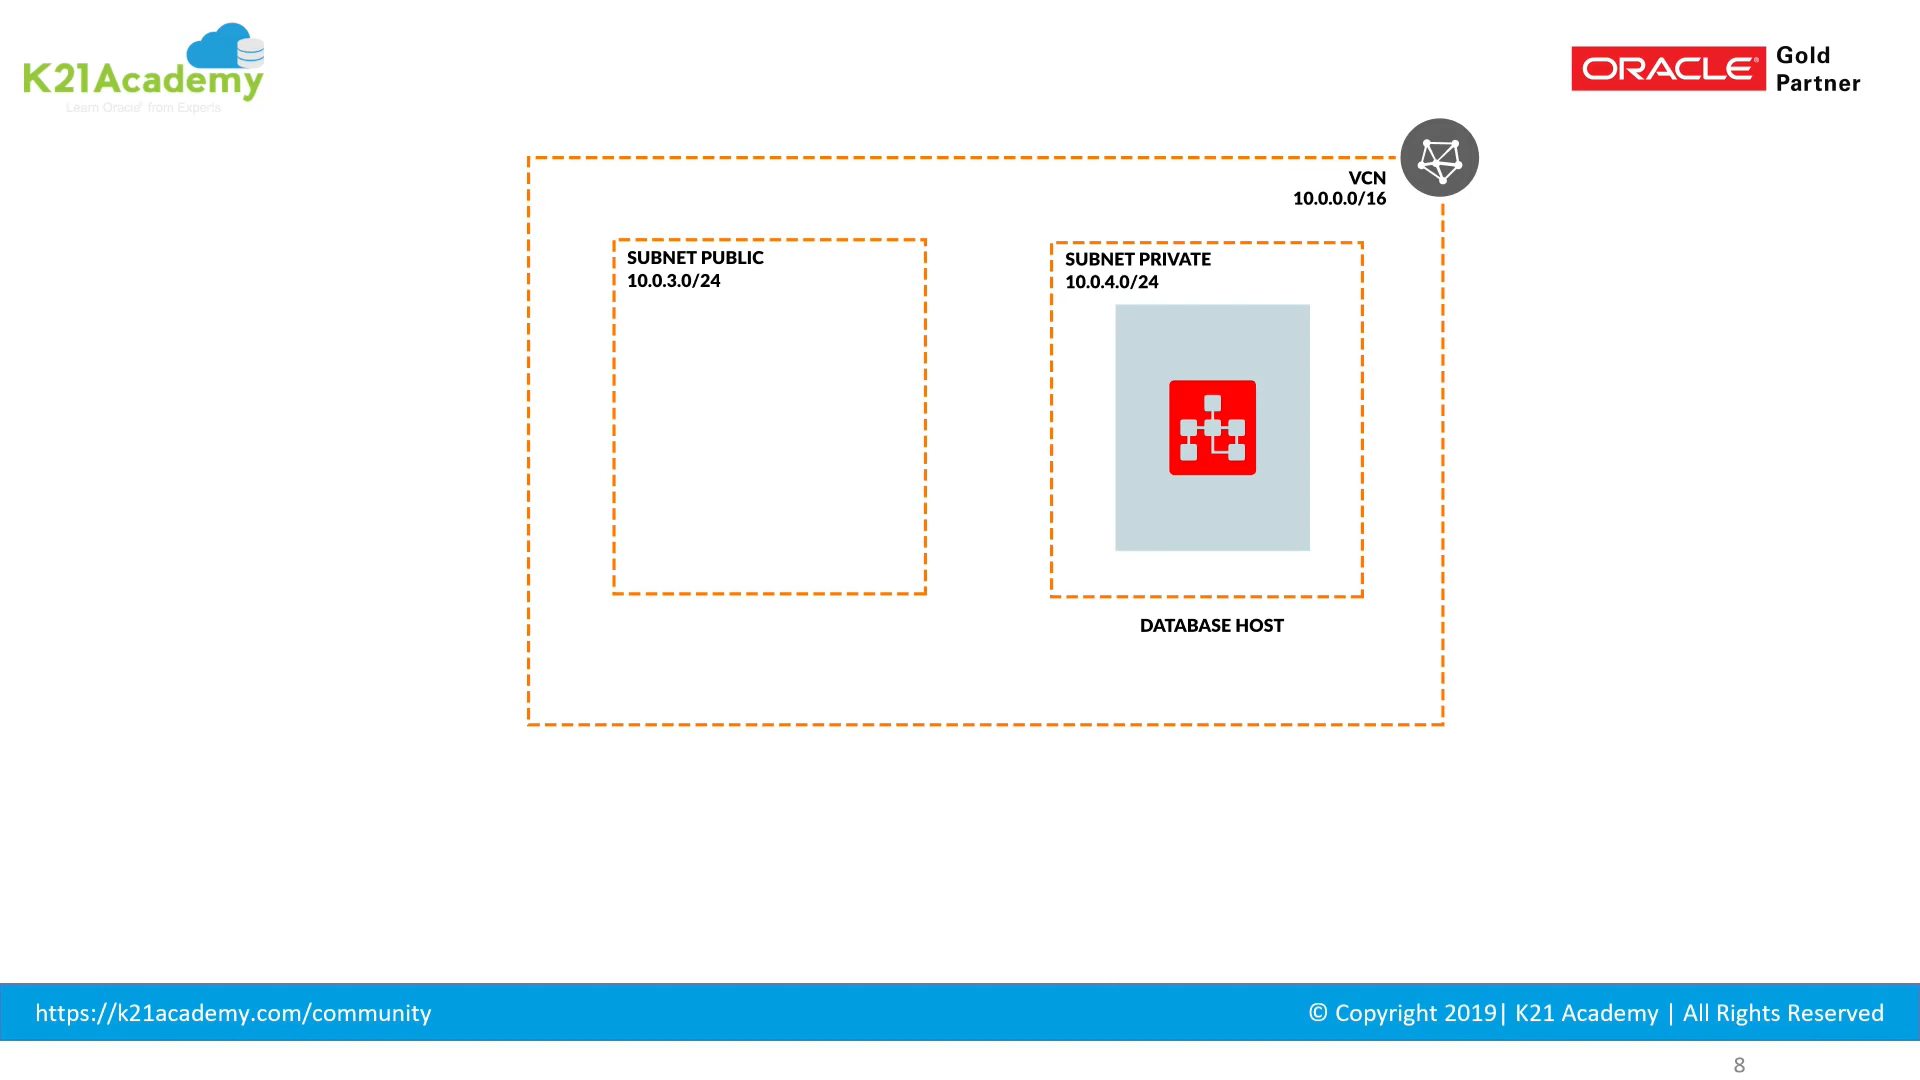 K21Academy
Learn Oracle from Experts
ORACLE®
Gold
Partner
VCN
10.0.0.0/16
SUBNET PUBLIC
10.0.3.0/24
SUBNET PRIVATE
10.0.4.0/24
DATABASE HOST
https://k21academy.com/community
© Copyright 2019| K21 Academy | All Rights Reserved
8